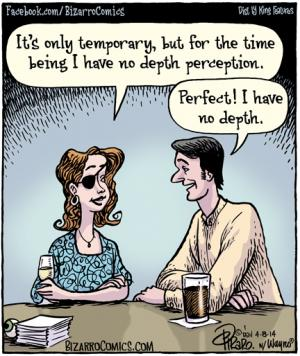 Facebook.com/BizarroComics Dist. by King Features
It's only temporary, but for the time
being I have no depth perception.
Perfect! I have
no depth.
BizarroComics.com
4-8-14
Piraro.
w/ Wayno®